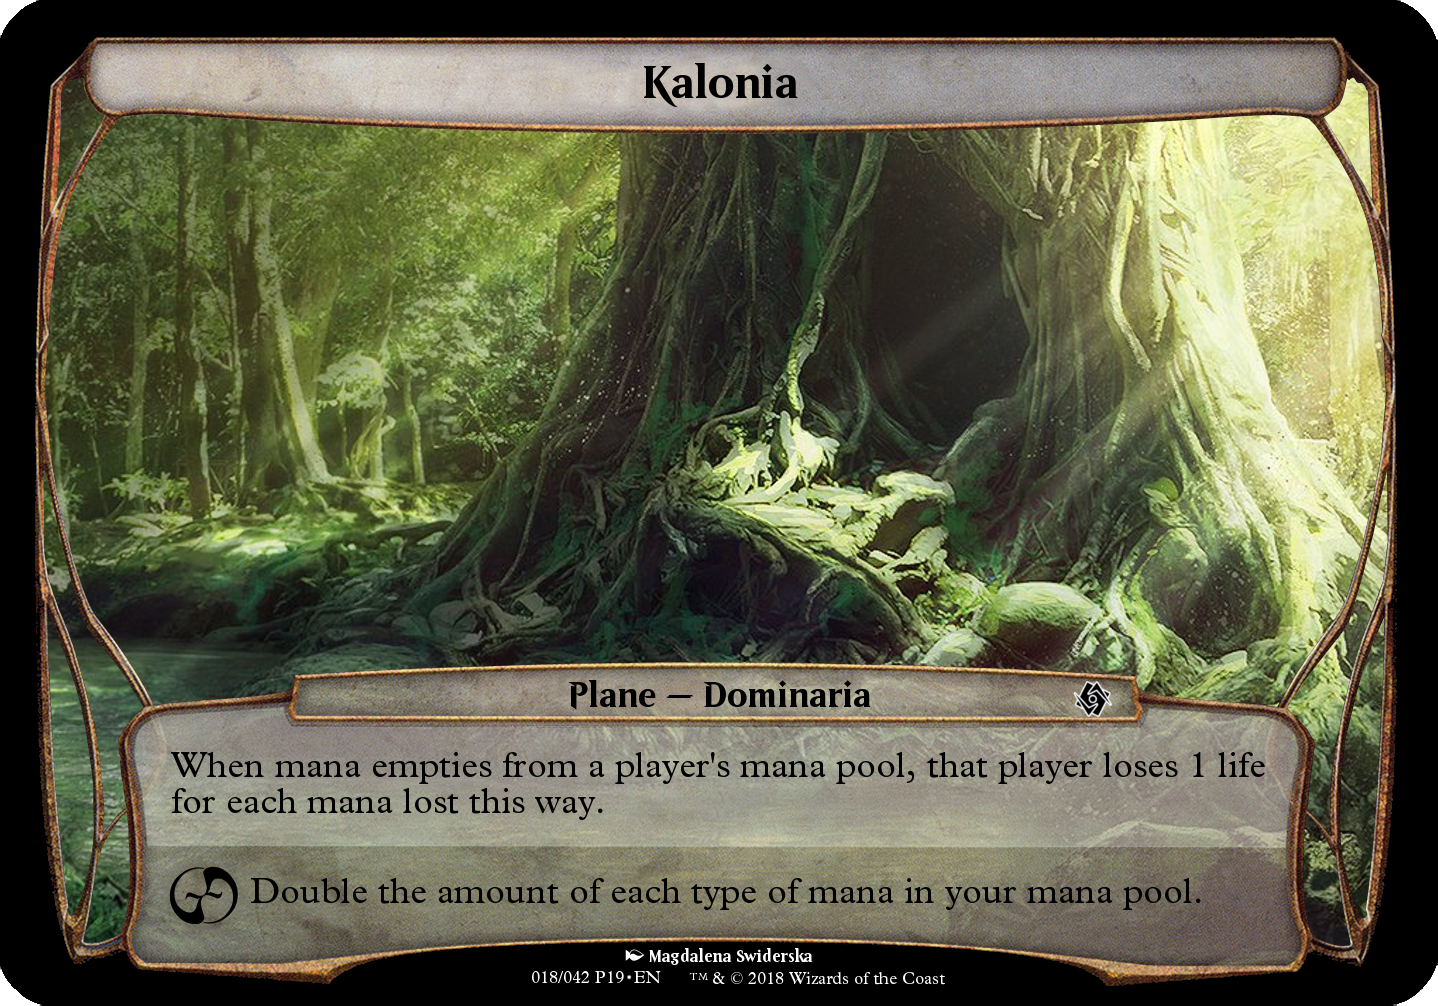 Kalonia
Plane — Dominaria
When mana empties from a player's mana pool, that player loses 1 life
for each mana lost this way.
Double the amount of each type of mana in your mana pool.
Magdalena Swiderska
018/042 P19•EN ™ & © 2018 Wizards of the Coast